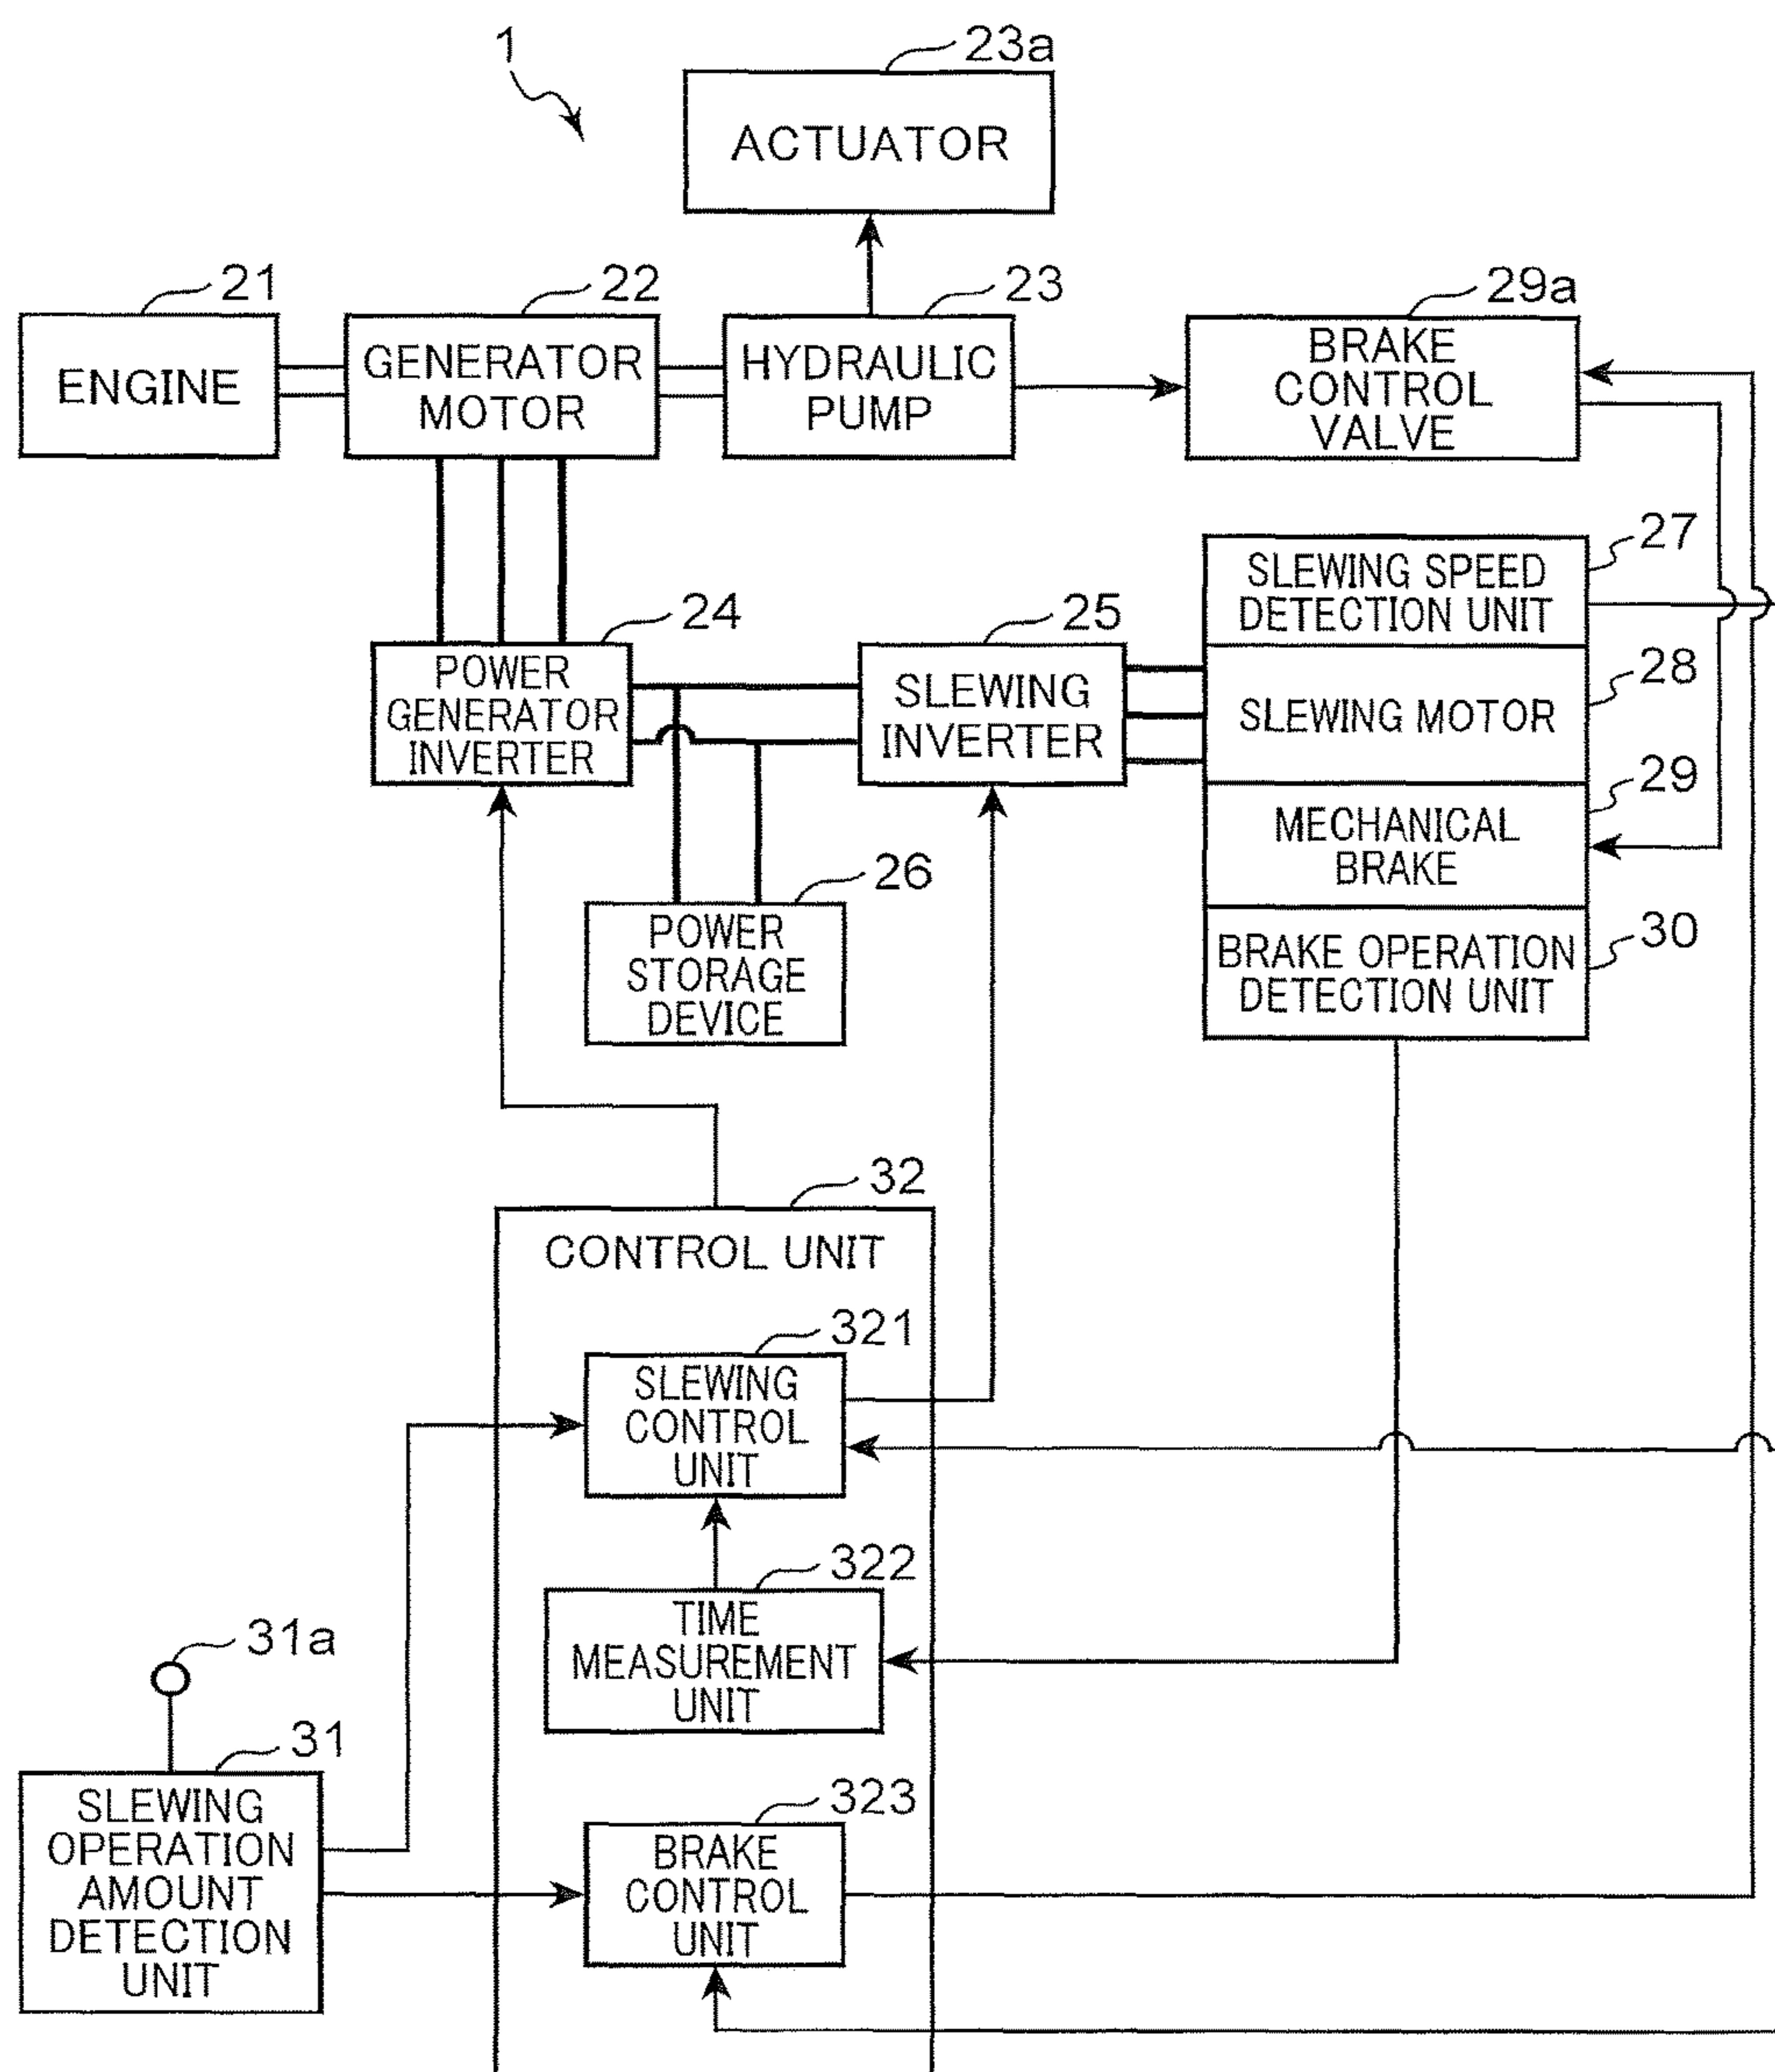 1
23a
ACTUATOR
21
22
23
29a
ENGINE
GENERATOR
MOTOR
HYDRAULIC
PUMP
BRAKE
CONTROL
VALVE
27
SLEWING SPEED
DETECTION UNIT
24
25
28
POWER
GENERATOR
INVERTER
SLEWING
INVERTER
SLEWING MOTOR
29
MECHANICAL
BRAKE
26
POWER
STORAGE
DEVICE
30
BRAKE OPERATION
DETECTION UNIT
32
CONTROL UNIT
321
SLEWING
CONTROL
UNIT
322
TIME
MEASUREMENT
UNIT
31a
31
SLEWING
OPERATION
AMOUNT
DETECTION
UNIT
323
BRAKE
CONTROL
UNIT